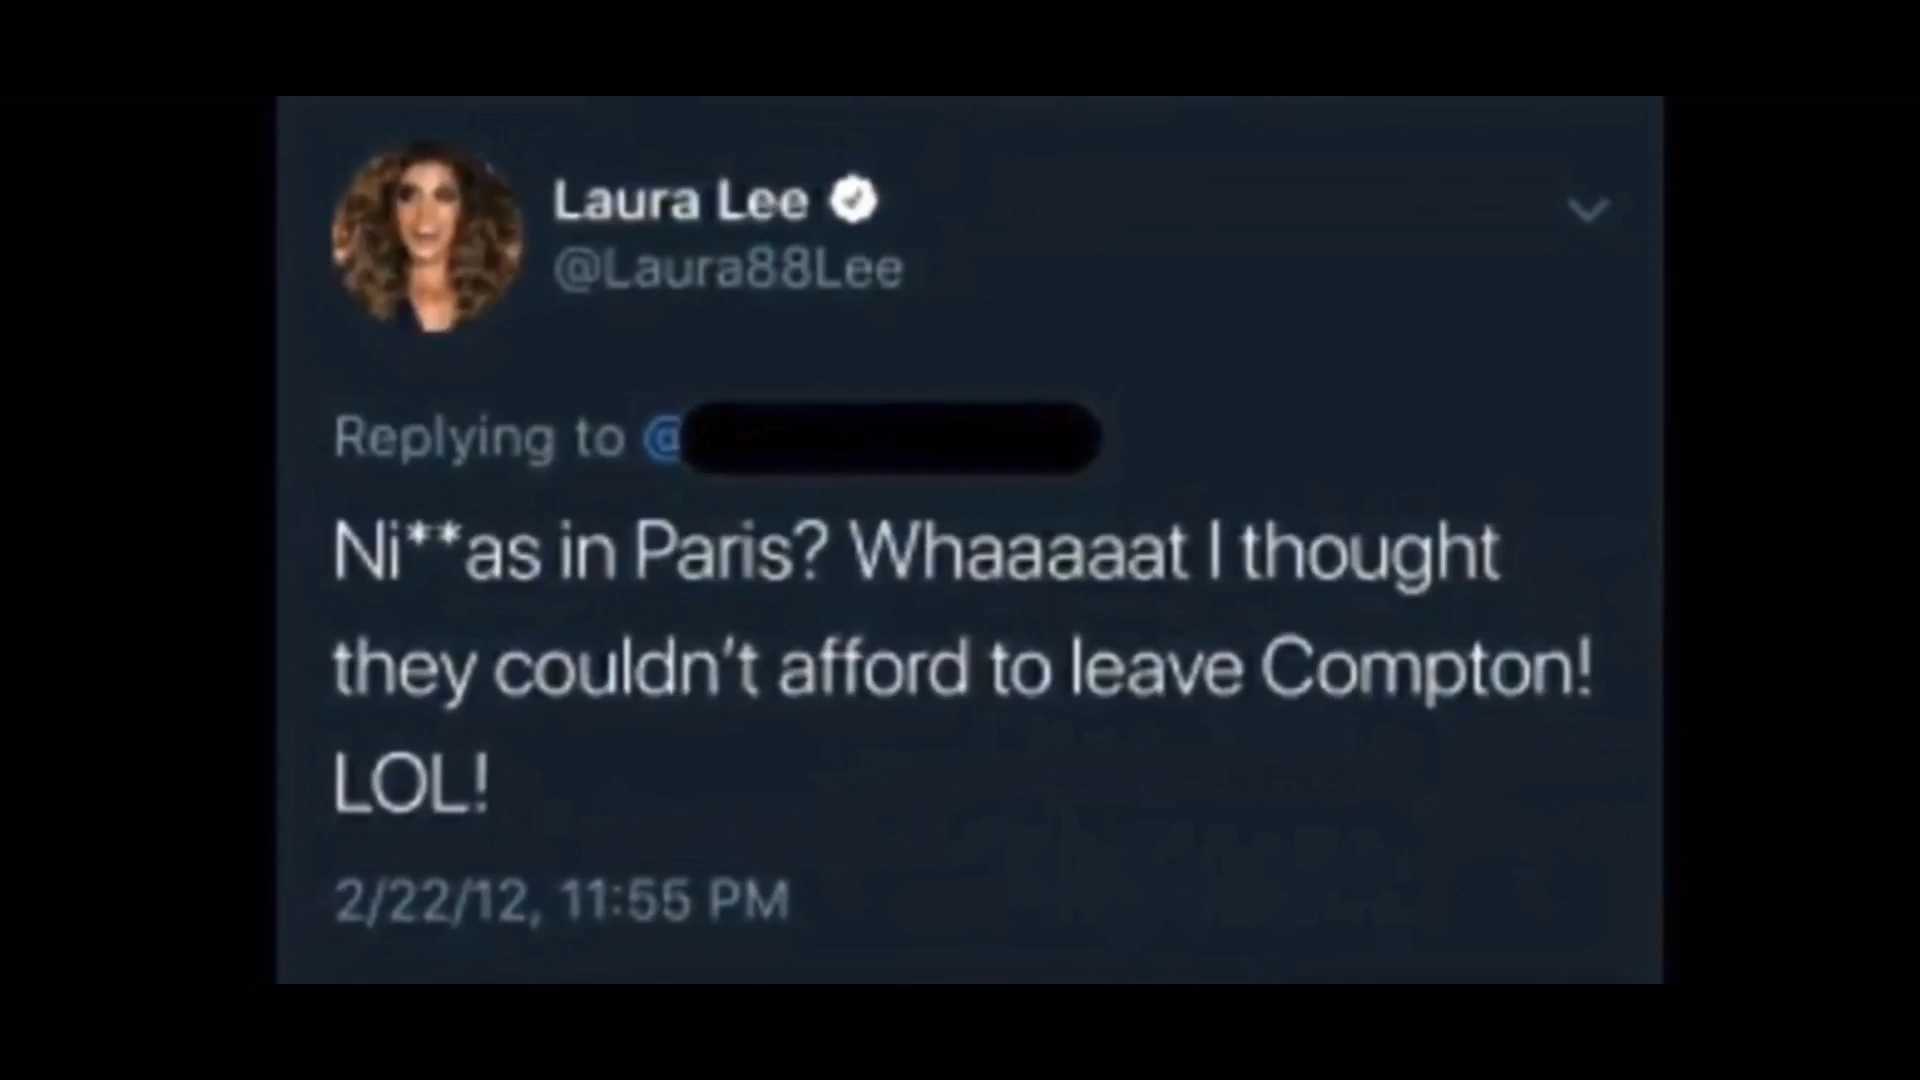 Laura Lee
@Laura88Lee
Replying to @
Ni**as in Paris? Whaaaaat I thought
they couldn't afford to leave Compton!
LOL!
2/22/12, 11:55 PM